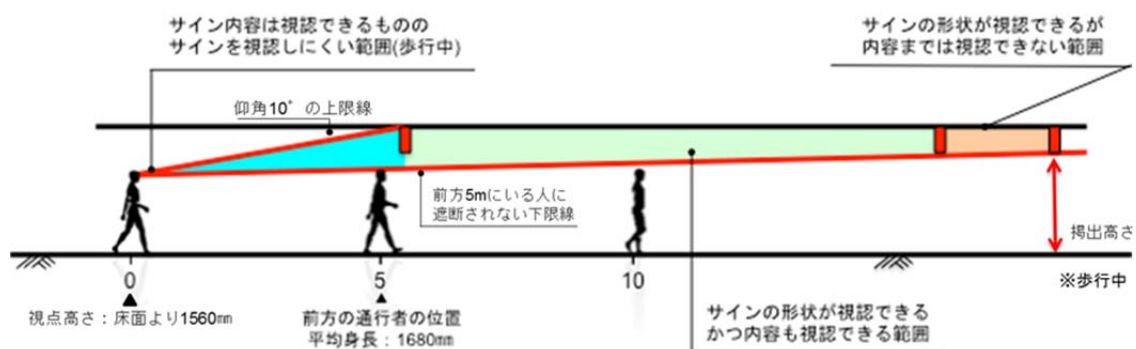 サイン内容は視認できるものの
サインを視認しにくい範囲(歩行中)
サインの形状が視認できるが
内容までは視認できない範囲
仰角10°の上限線
前方5mにいる人に
遮断されない下限線
掲出高さ
0
5
10
※歩行中
視点高さ：床面より1560㎜
前方の通行者の位置
平均身長：1680㎜
サインの形状が視認できる
かつ内容も視認できる範囲